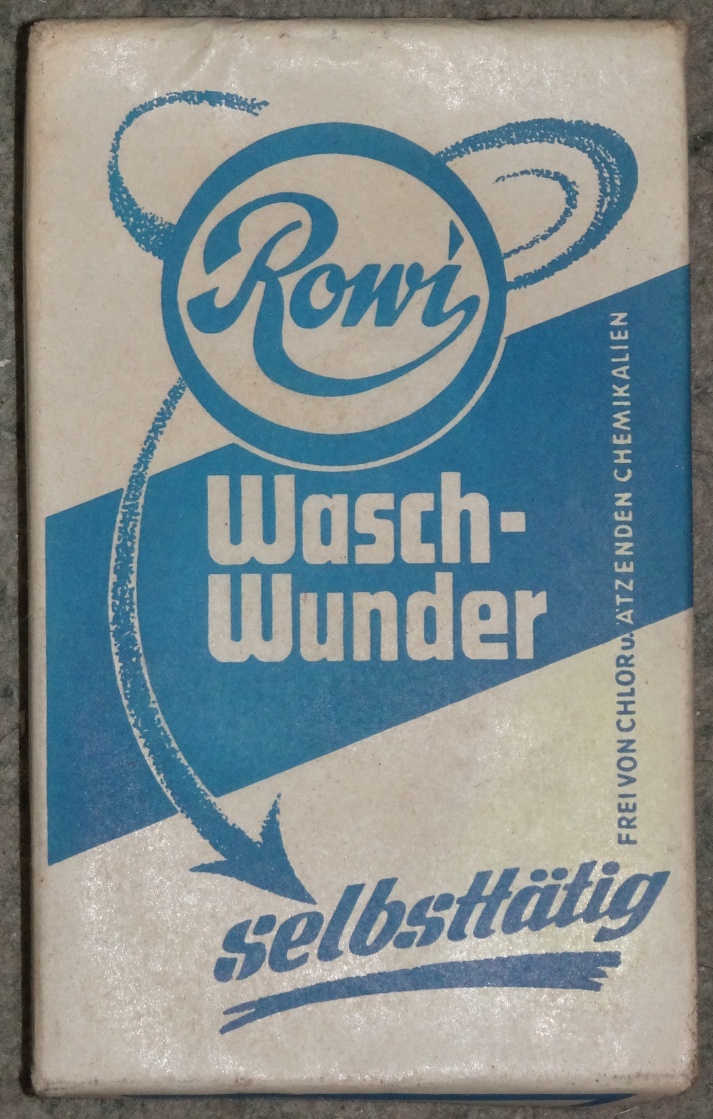 Rowi
Wasch-
Wunder
FREI VON CHLOR u. ÄTZENDEN CHEMIKALIEN
selbsttätig